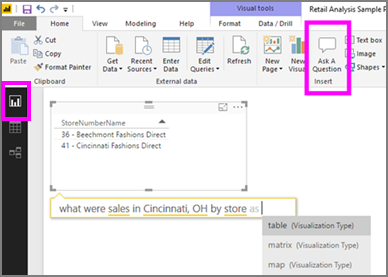 Visual tools
Retail Analysis Sample P
File
Home
View
Modeling
Help
Format
Data / Drill
Paste
Cut
Copy
Format Painter
Clipboard
Get Data
Recent Sources
Enter Data
Edit Queries
External data
Refresh
New Page
New
Ask A Question
Insert
Text box
Image
Shapes
StoreNumberName
36 - Beechmont Fashions Direct
41 - Cincinnati Fashions Direct
what were sales in Cincinnati, OH by store as
table (Visualization Type)
matrix (Visualization Type)
map (Visualization Type)